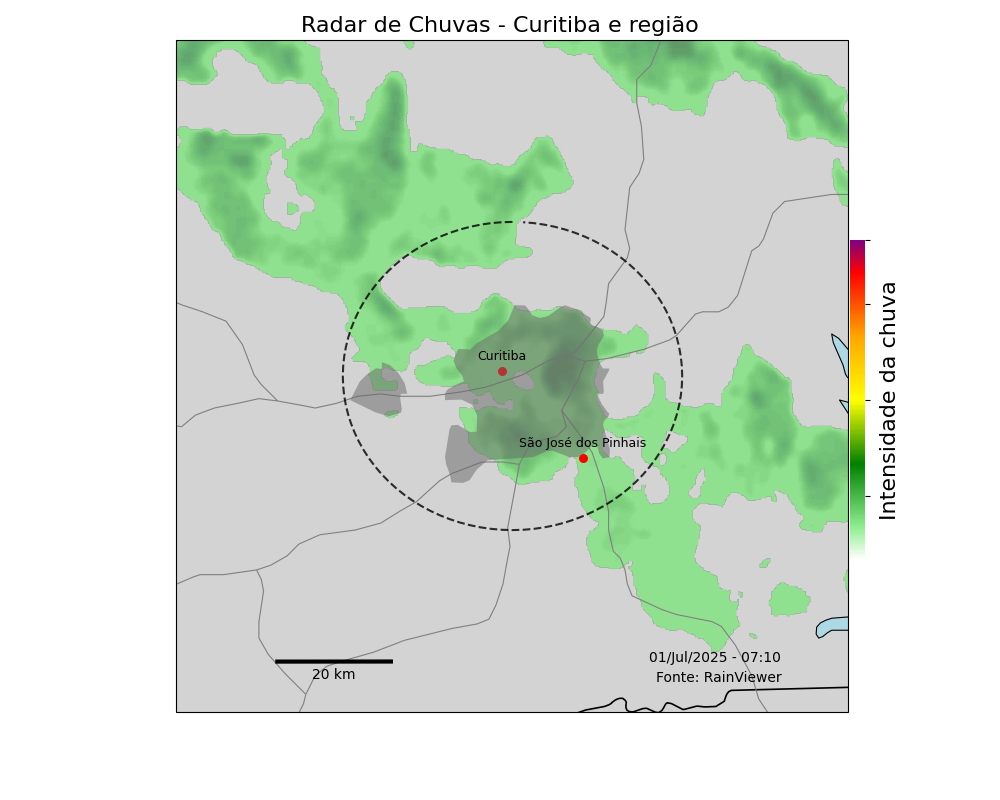 Radar de Chuvas - Curitiba e região
Curitiba
São José dos Pinhais
Intensidade da chuva
20 km
01/Jul/2025 - 07:10
Fonte: RainViewer